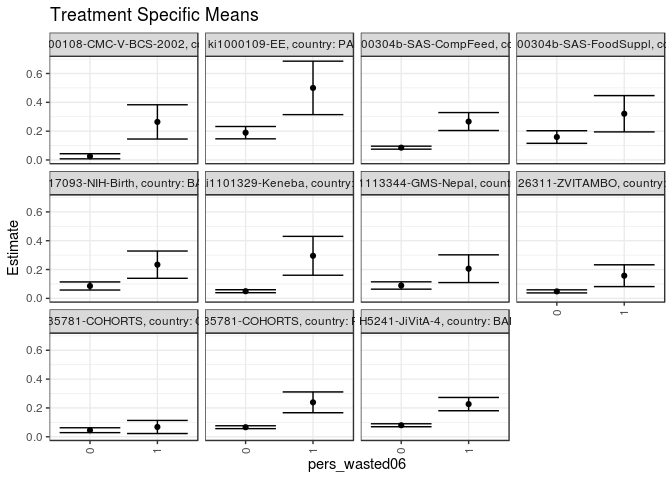 Treatment Specific Means
00108-CMC-V-BCS-2002,
ki1000109-EE, country: PA
00304b-SAS-CompFeed,
00304b-SAS-FoodSuppl,
0.6
0.4
0.2
0.0
17093-NIH-Birth, country: BA
i1101329-Keneba, country:
1113344-GMS-Nepal,
26311-ZVITAMBO, country:
0.6
0.4
0.2
0.0
Estimate
0 1
35781-COHORTS, country:
35781-COHORTS, country:
H5241-JiVitA-4, country: BA
0.6
0.4
0.2
0.0
0 1 0 1 0 1
pers_wasted06